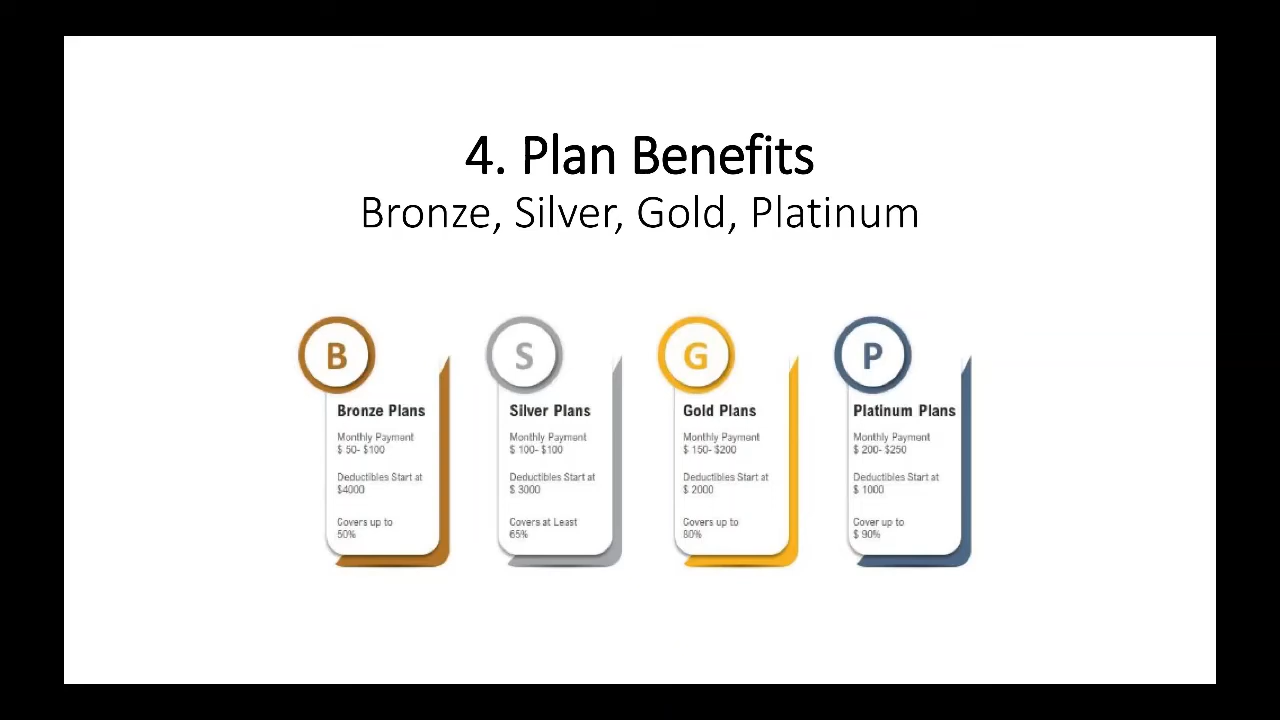 4. Plan Benefits
Bronze, Silver, Gold, Platinum
B
Bronze Plans
Monthly Payment
$ 50- $100
Deductibles Start at
$4000
Covers up to
50%
S
Silver Plans
Monthly Payment
$ 100- $100
Deductibles Start at
$ 3000
Covers at Least
65%
G
Gold Plans
Monthly Payment
$ 150- $200
Deductibles Start at
$ 2000
Covers up to
80%
P
Platinum Plans
Monthly Payment
$ 200- $250
Deductibles Start at
$ 1000
Cover up to
$ 90%